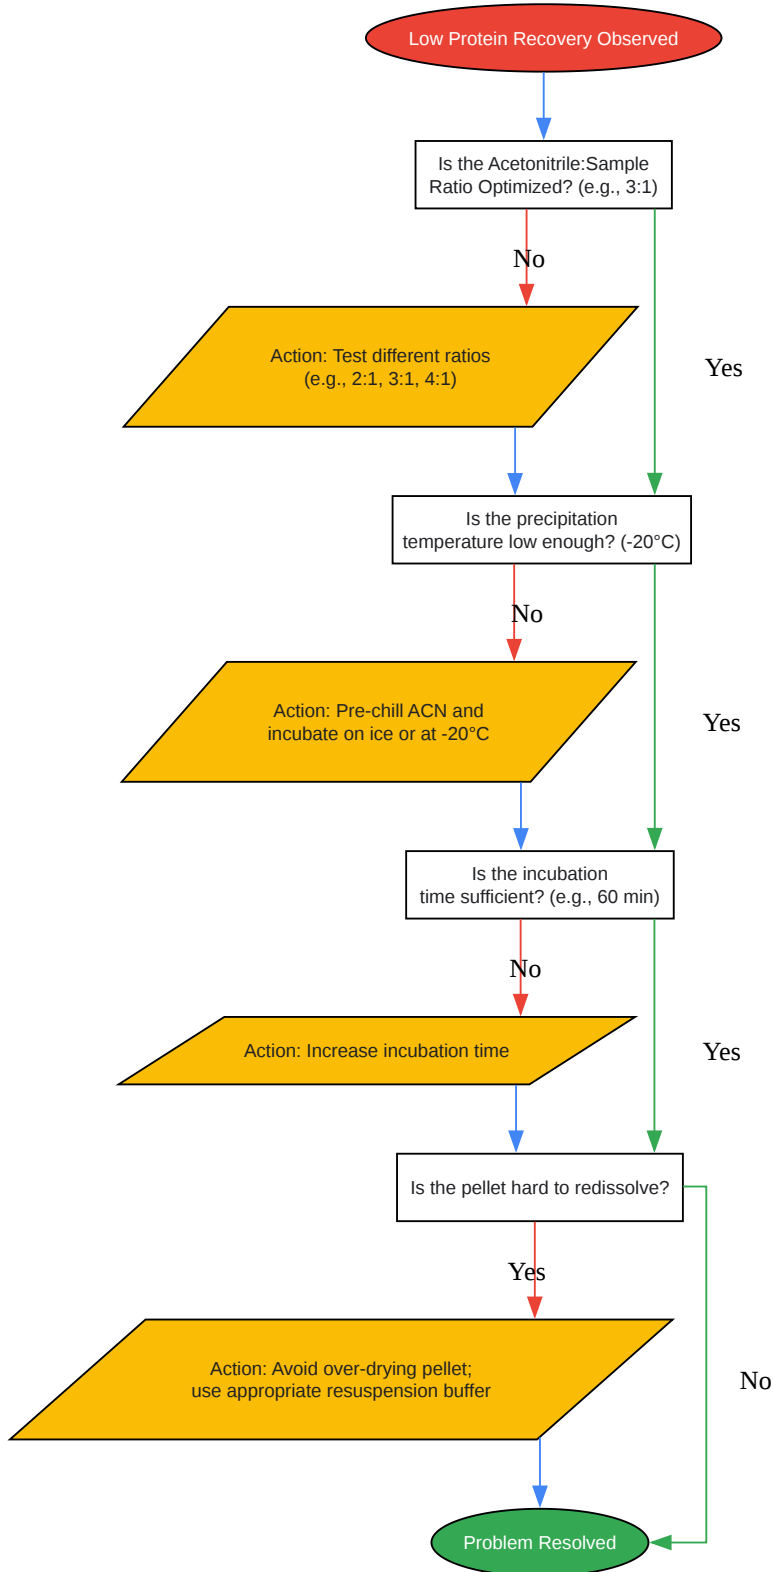 Low Protein Recovery Observed
Is the Acetonitrile:Sample
Ratio Optimized? (e.g., 3:1)
No
Action: Test different ratios
(e.g., 2:1, 3:1, 4:1)
Yes
Is the precipitation
temperature low enough? (-20°C)
No
Action: Pre-chill ACN and
incubate on ice or at -20°C
Yes
Is the incubation
time sufficient? (e.g., 60 min)
No
Action: Increase incubation time
Yes
Is the pellet hard to redissolve?
Yes
Action: Avoid over-drying pellet;
use appropriate resuspension buffer
No
Problem Resolved